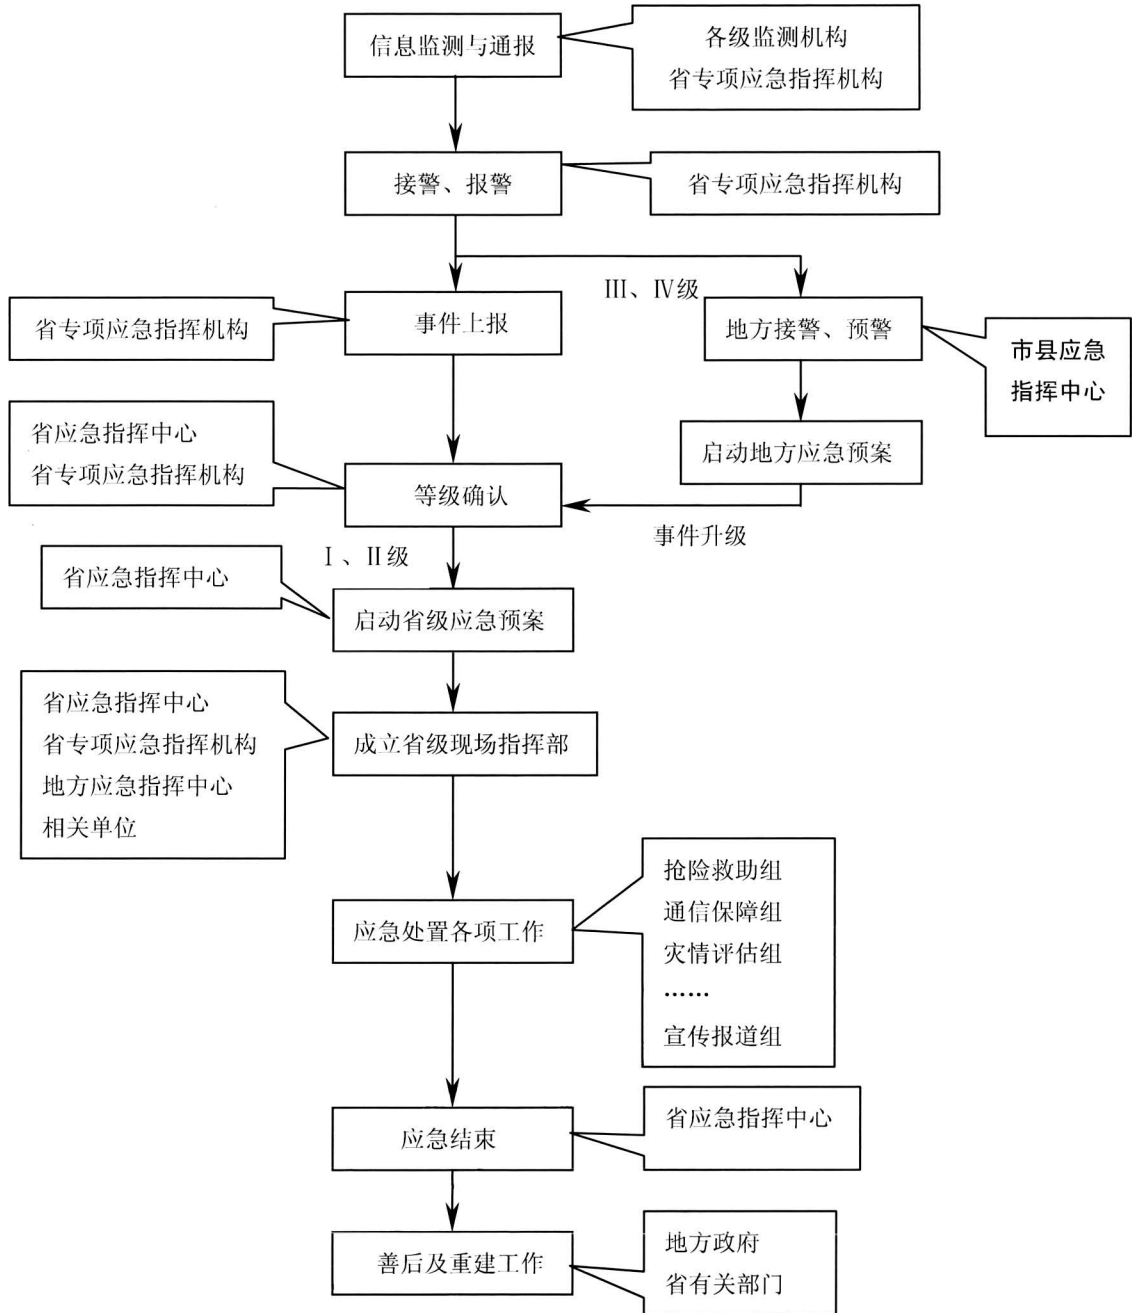 信息监测与通报
各级监测机构
省专项应急指挥机构
接警、报警
省专项应急指挥机构
III、IV级
省专项应急指挥机构
事件上报
地方接警、预警
市县应急
指挥中心
省应急指挥中心
省专项应急指挥机构
启动地方应急预案
等级确认
事件升级
I、II级
省应急指挥中心
启动省级应急预案
省应急指挥中心
省专项应急指挥机构
地方应急指挥中心
相关单位
成立省级现场指挥部
应急处置各项工作
抢险救助组
通信保障组
灾情评估组
……
宣传报道组
应急结束
省应急指挥中心
善后及重建工作
地方政府
省有关部门